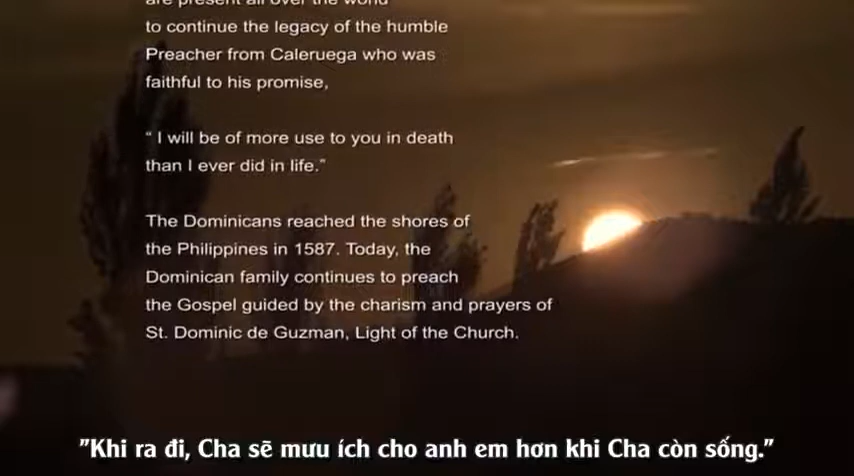 are present all over the world
to continue the legacy of the humble
Preacher from Caleruega who was
faithful to his promise,
“ I will be of more use to you in death
than I ever did in life.”
The Dominicans reached the shores of
the Philippines in 1587. Today, the
Dominican family continues to preach
the Gospel guided by the charism and prayers of
St. Dominic de Guzman, Light of the Church.
”Khi ra đi, Cha sẽ mưu ích cho anh em hơn khi Cha còn sống.”